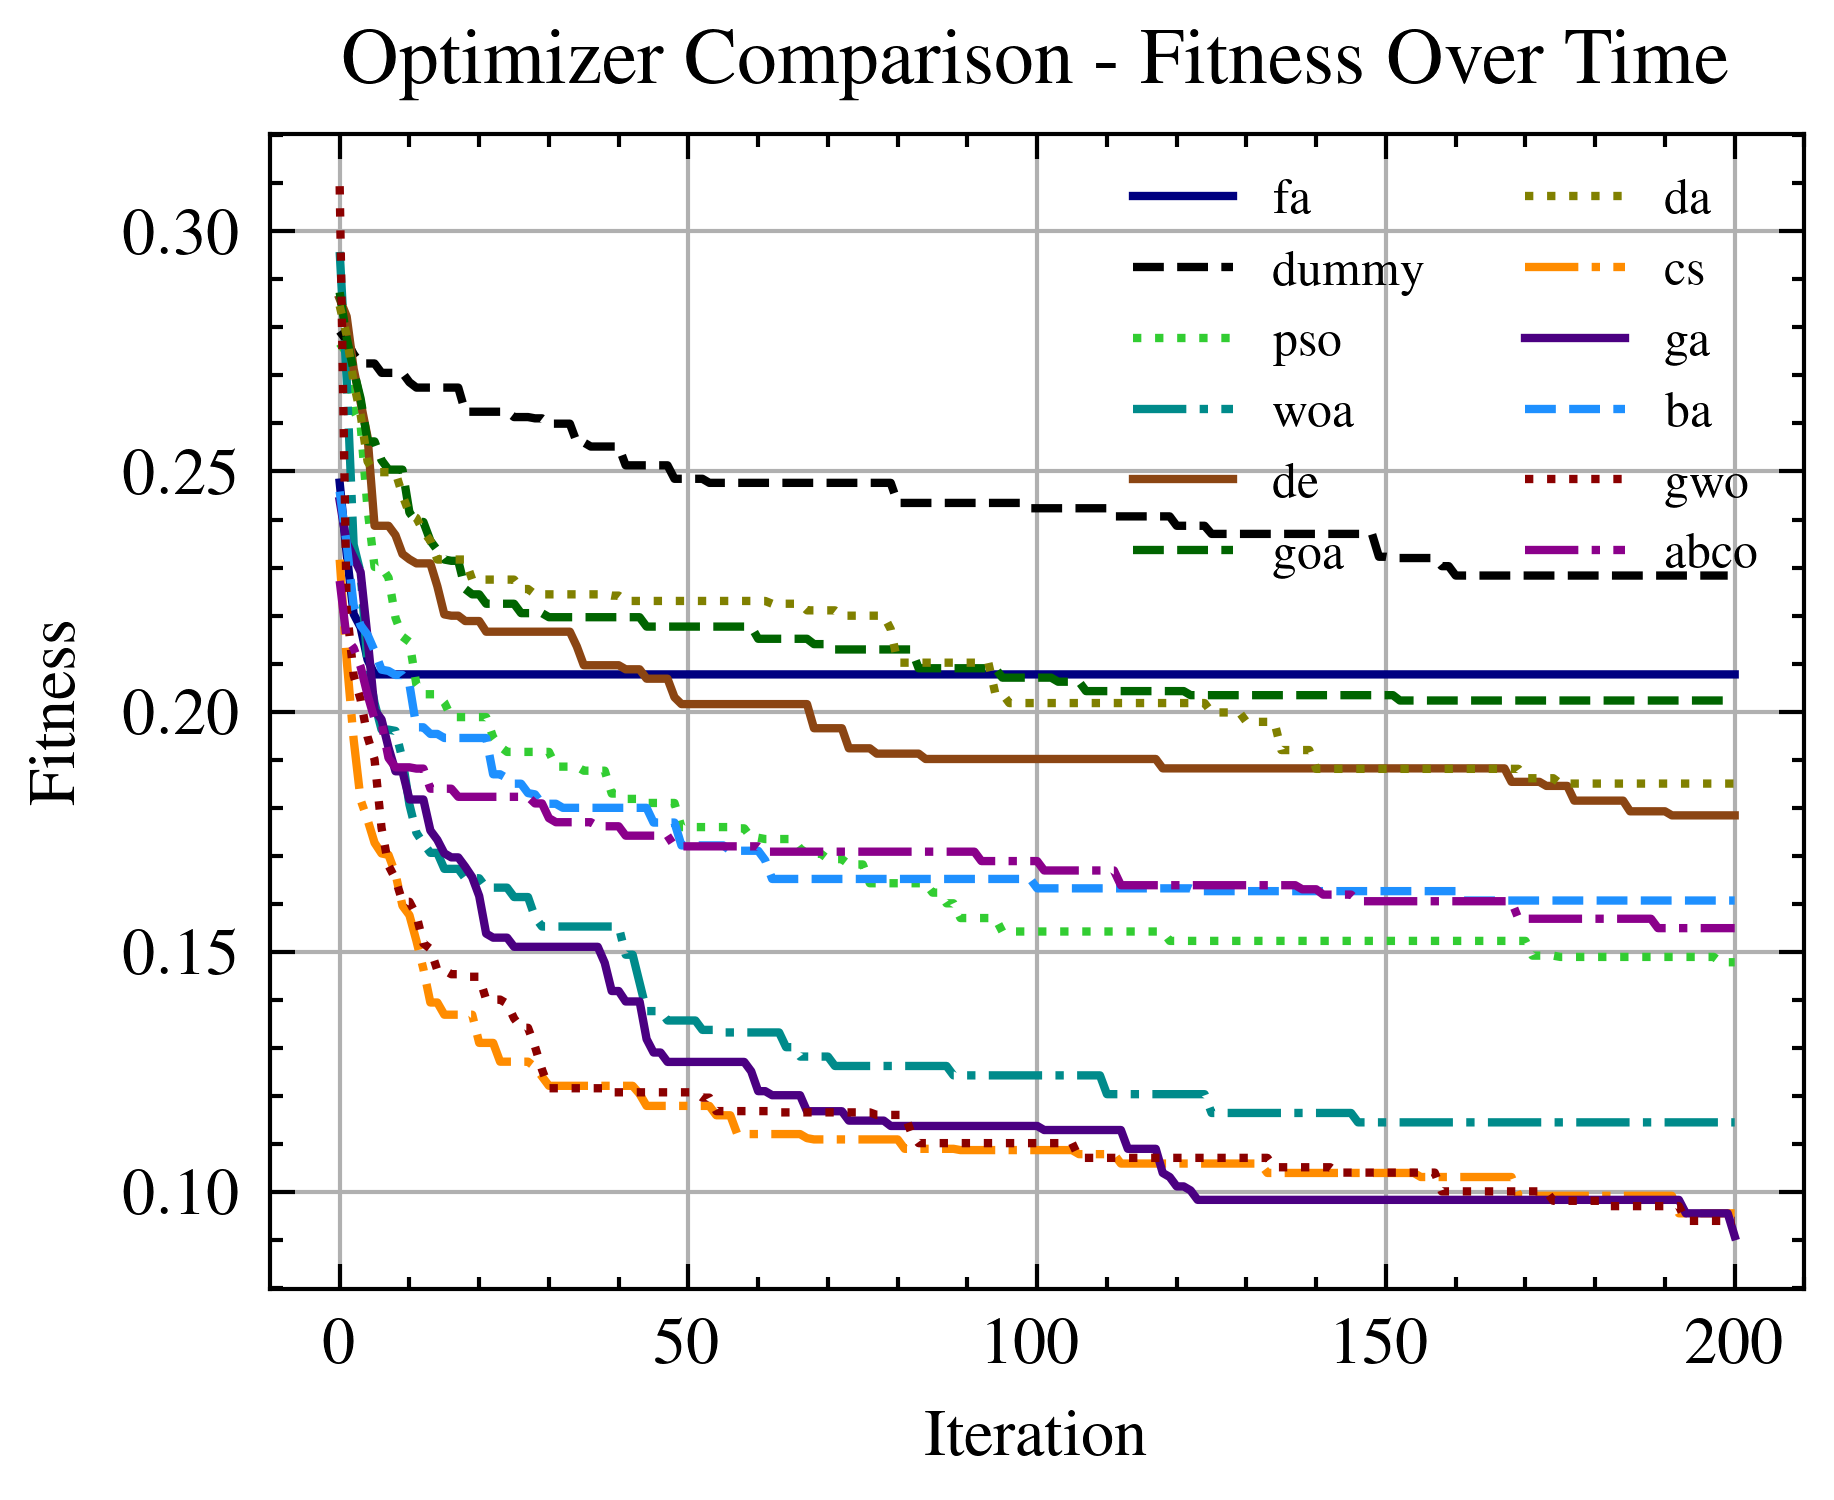 Optimizer Comparison - Fitness Over Time
Fitness
0.30
0.25
0.20
0.15
0.10
fa
dummy
pso
woa
de
goa
da
cs
ga
ba
gwo
abco
0 50 100 150 200
Iteration